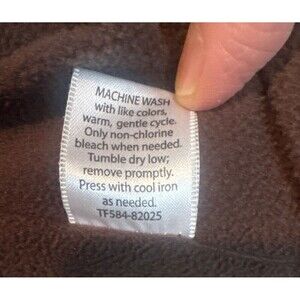 MACHINE WASH
with like colors,
warm, gentle cycle.
Only non-chlorine
bleach when needed.
Tumble dry low;
remove promptly.
Press with cool iron
as needed.
TF584-82025